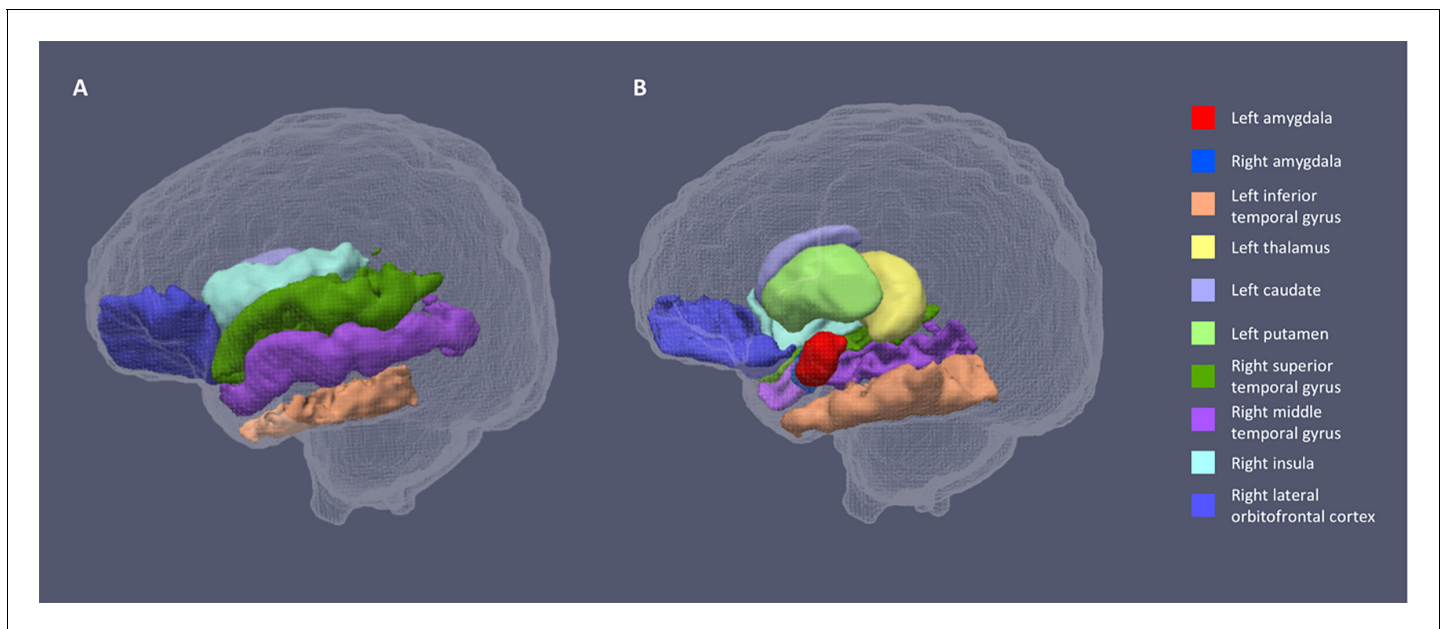 A
B
Left amygdala
Right amygdala
Left inferior
temporal gyrus
Left thalamus
Left caudate
Left putamen
Right superior
temporal gyrus
Right middle
temporal gyrus
Right insula
Right lateral
orbitofrontal cortex